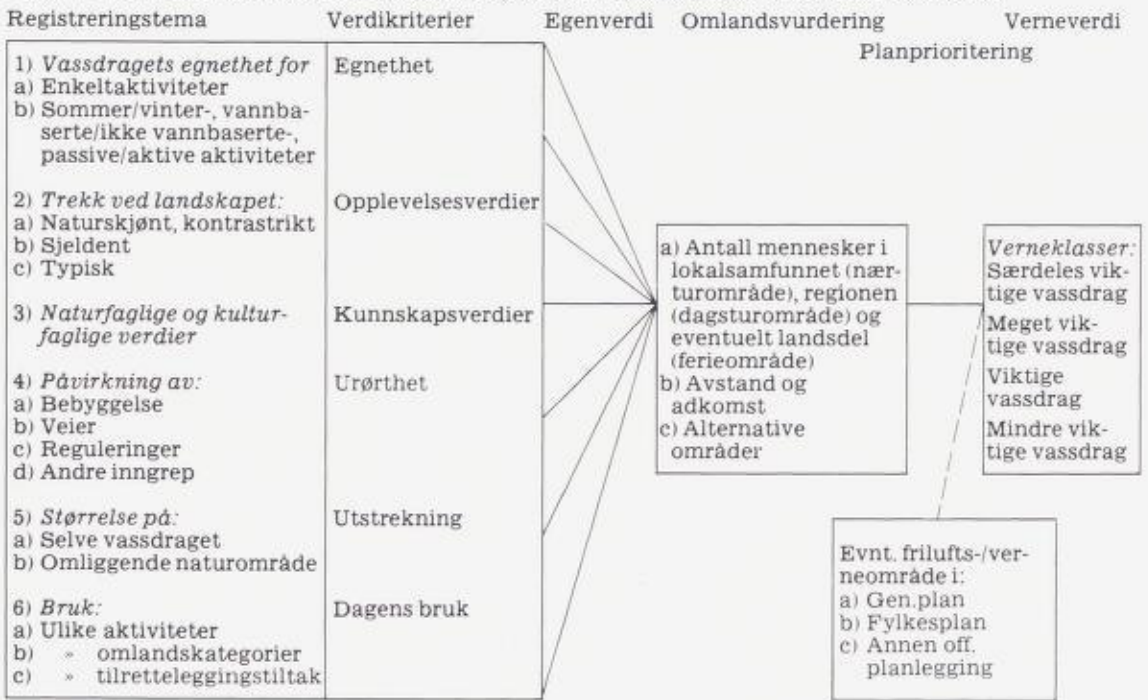 Registreringstema Verdikriterier Egenverdi Omlandsvurdering Verneverdi
Planprioritering
1) Vassdragets egnethet for
a) Enkeltaktiviteter
b) Sommer/vinter-, vannba-
serte/ikke vannbaserte-,
passive/aktive aktiviteter
Egnethet
2) Trekk ved landskapet:
a) Naturskjønt, kontrastrikt
b) Sjeldent
c) Typisk
Opplevelsesverdier
3) Naturfaglige og kultur-
faglige verdier
Kunnskapsverdier
4) Påvirkning av:
a) Bebyggelse
b) Veier
c) Reguleringer
d) Andre inngrep
Urørthet
5) Størrelse på:
a) Selve vassdraget
b) Omliggende naturområde
Utstrekning
6) Bruk:
a) Ulike aktiviteter
b) » omlandskategorier
c) » tilretteleggingstiltak
Dagens bruk
a) Antall mennesker i
lokalsamfunnet (nær-
turområde), regionen
(dagsturområde) og
eventuelt landsdel
(ferieområde)
b) Avstand og
adkomst
c) Alternative
områder
Verneklasser:
Særdeles vik-
tige vassdrag
Meget vik-
tige vassdrag
Viktige
vassdrag
Mindre vik-
tige vassdrag
Evnt. frilufts-/ver-
neområde i:
a) Gen.plan
b) Fylkesplan
c) Annen off.
planlegging